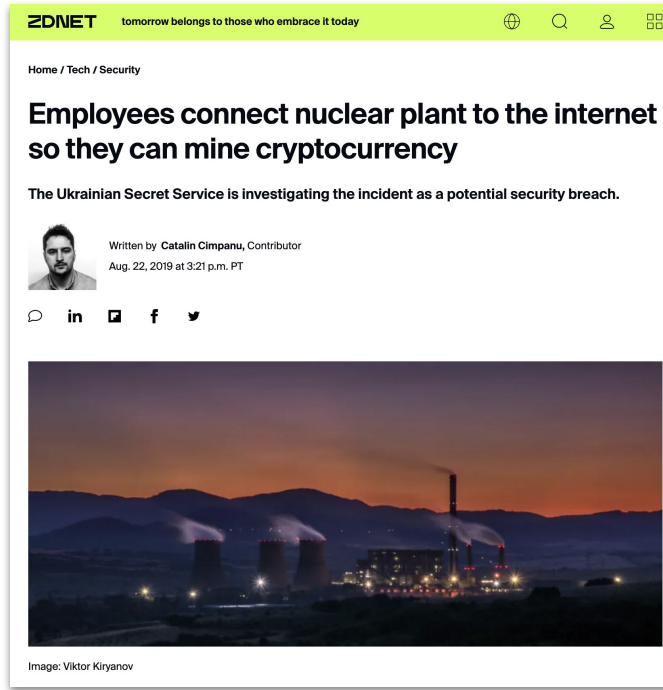 ZDNET tomorrow belongs to those who embrace it today
Home / Tech / Security
Employees connect nuclear plant to the internet
so they can mine cryptocurrency
The Ukrainian Secret Service is investigating the incident as a potential security breach.
Written by Catalin Cimpanu, Contributor
Aug. 22, 2019 at 3:21 p.m. PT
in
f
Image: Viktor Kiryanov